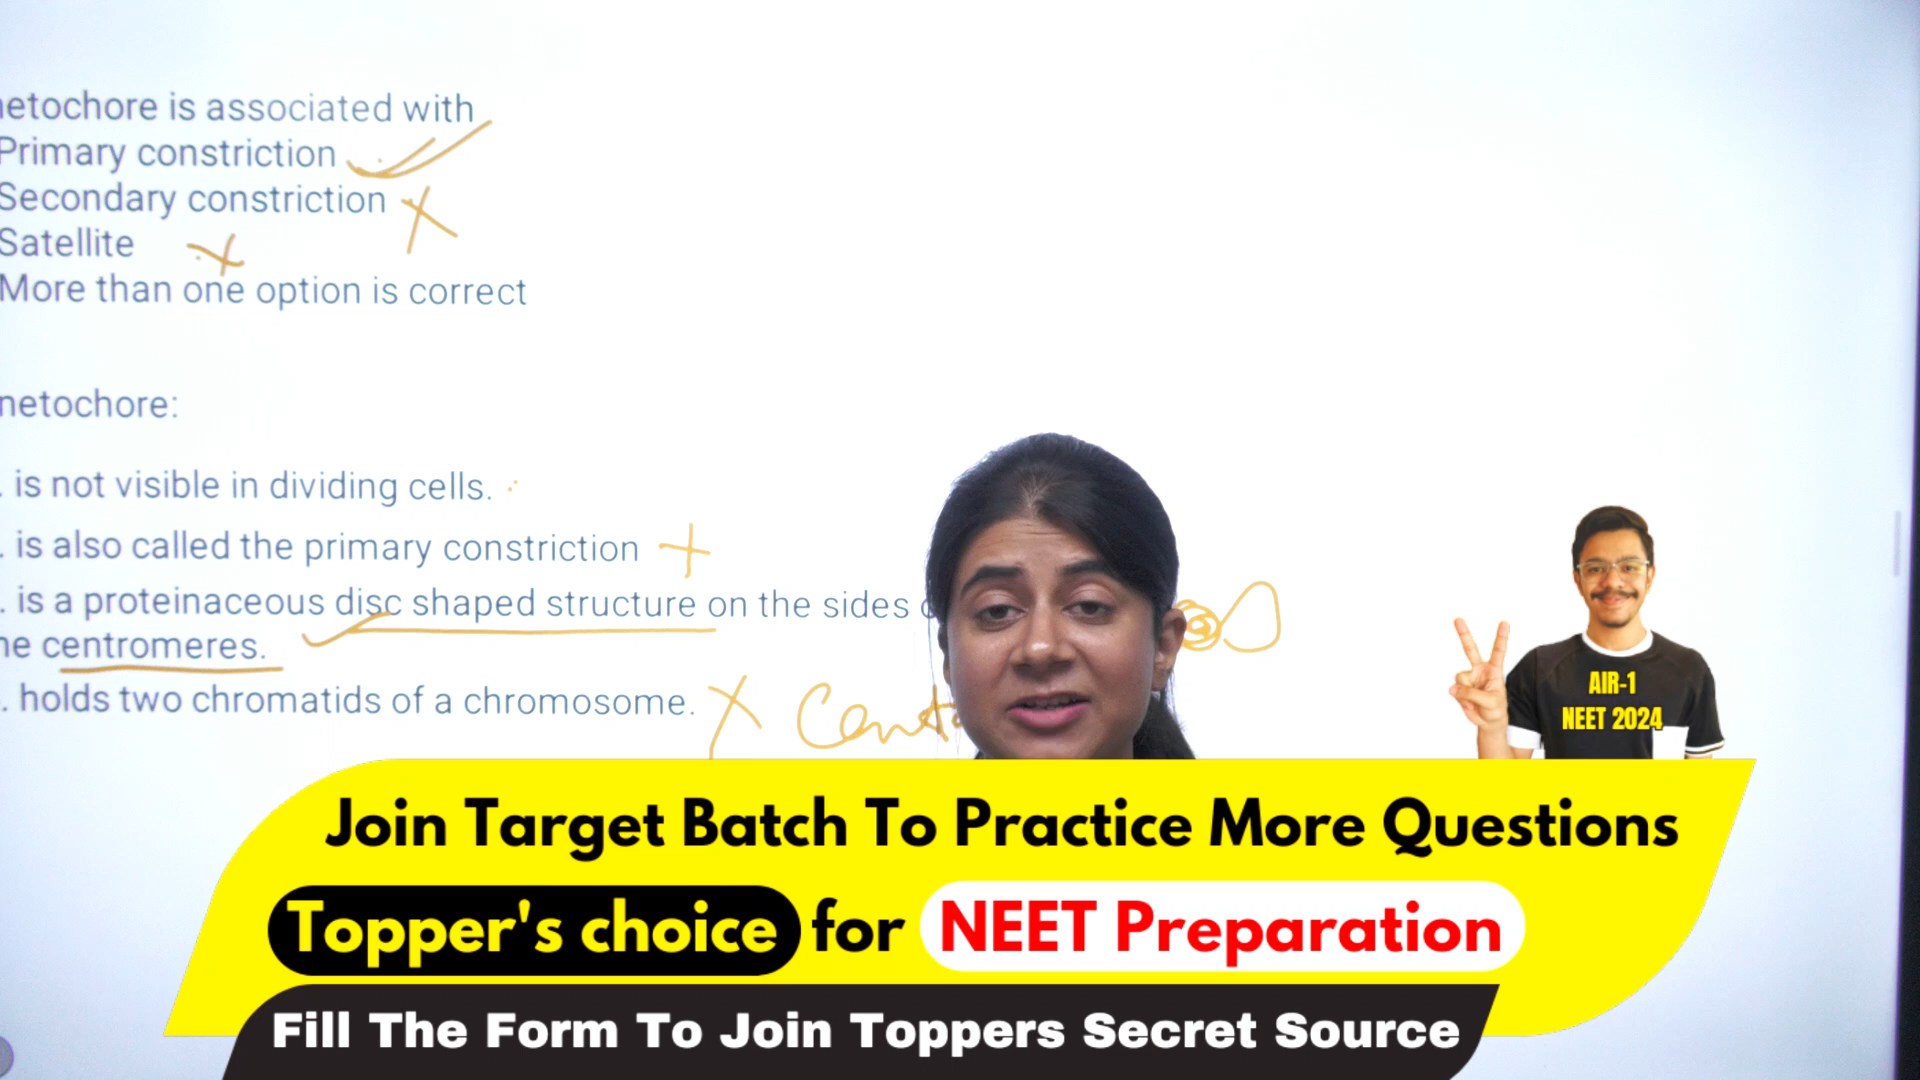 netochore is associated with
Primary constriction
Secondary constriction
Satellite
More than one option is correct
netochore:
. is not visible in dividing cells.
. is also called the primary constriction
. is a proteinaceous disc shaped structure on the sides
he centromeres.
. holds two chromatids of a chromosome.
Cent
AIR-1
NEET 2024
Join Target Batch To Practice More Questions
Topper's choice for NEET Preparation
Fill The Form To Join Toppers Secret Source